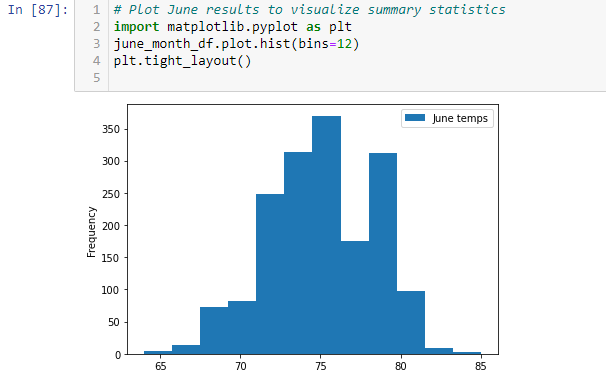 In [87]:
1 # Plot June results to visualize summary statistics
2 import matplotlib.pyplot as plt
3 june_month_df.plot.hist(bins=12)
4 plt.tight_layout()
5
June temps
350
300
250
200
150
100
50
0
Frequency
65 70 75 80 85